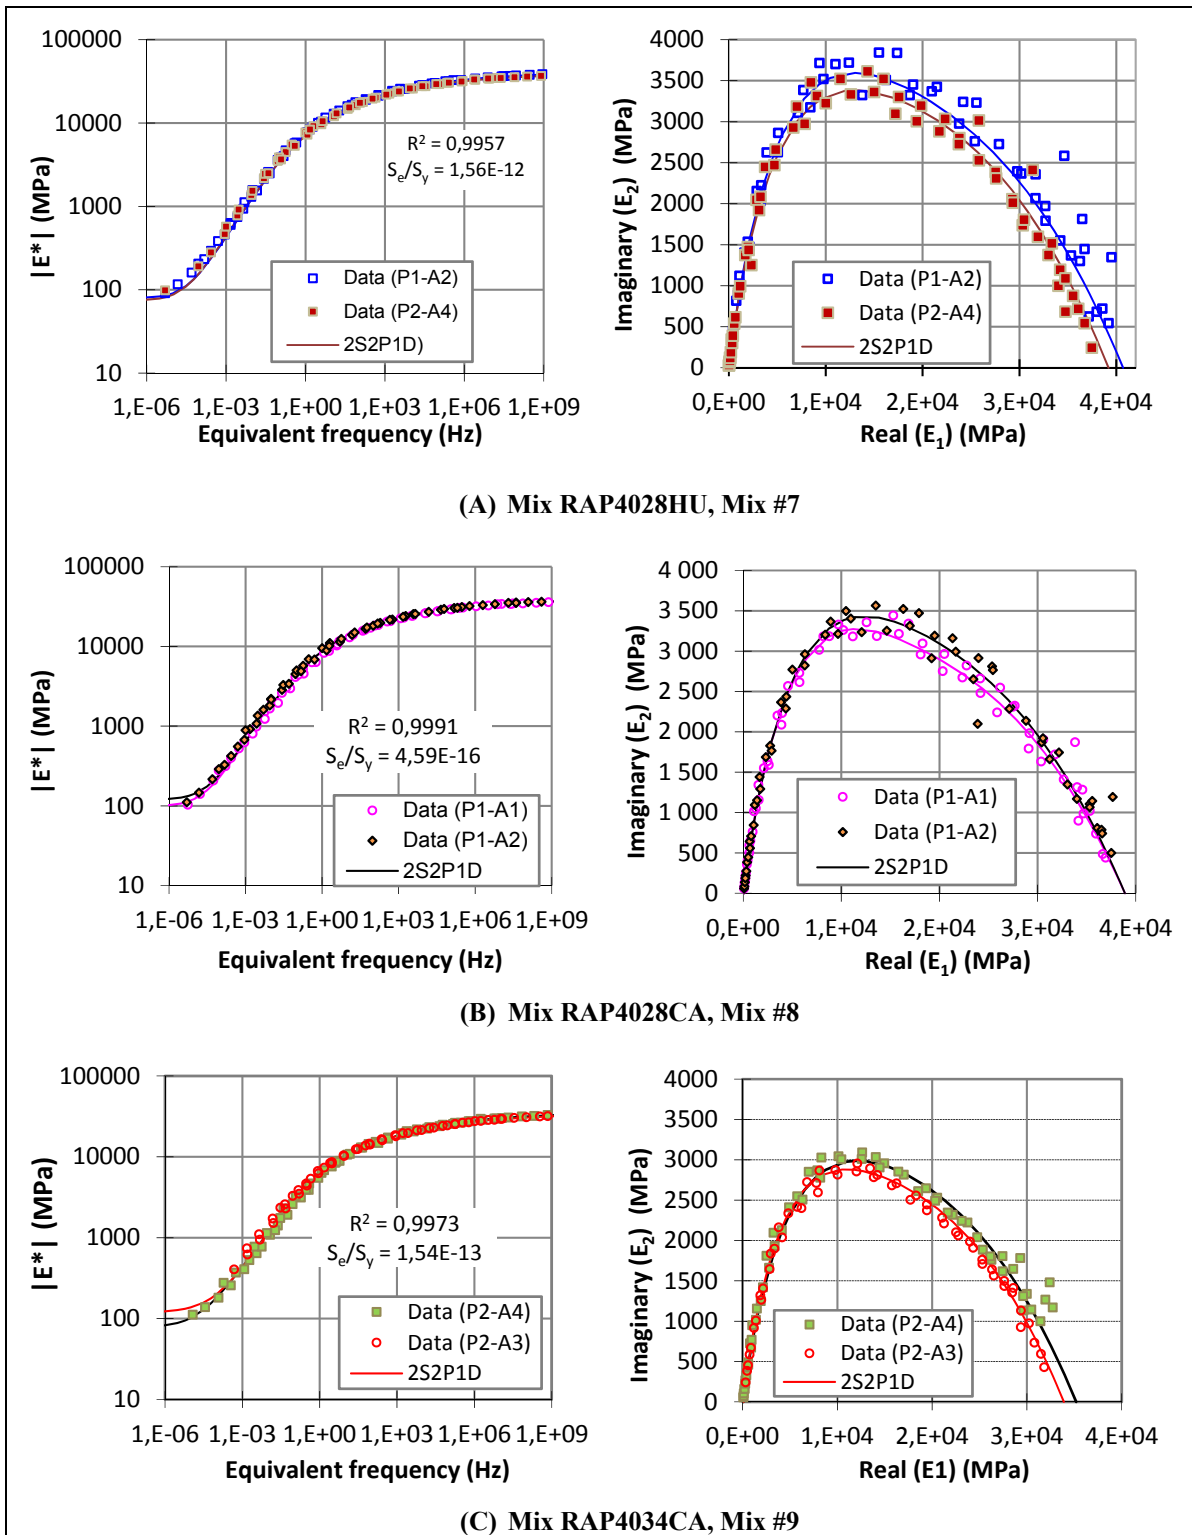 100000
10000
1000
100
10
|E*| (MPa)
R² = 0,9957
Sₑ/Sᵧ = 1,56E-12
Data (P1-A2)
Data (P2-A4)
2S2P1D)
1,E-06 1,E-03 1,E+00 1,E+03 1,E+06 1,E+09
Equivalent frequency (Hz)
4000
3500
3000
2500
2000
1500
1000
500
0
Imaginary (E₂) (MPa)
Data (P1-A2)
Data (P2-A4)
2S2P1D
0,E+00 1,E+04 2,E+04 3,E+04 4,E+04
Real (E₁) (MPa)
(A) Mix RAP4028HU, Mix #7
100000
10000
1000
100
10
|E*| (MPa)
R² = 0,9991
Sₑ/Sᵧ = 4,59E-16
Data (P1-A1)
Data (P1-A2)
2S2P1D
1,E-06 1,E-03 1,E+00 1,E+03 1,E+06 1,E+09
Equivalent frequency (Hz)
4 000
3 500
3 000
2 500
2 000
1 500
1 000
500
0
Imaginary (E₂) (MPa)
Data (P1-A1)
Data (P1-A2)
2S2P1D
0,E+00 1,E+04 2,E+04 3,E+04 4,E+04
Real (E₁) (MPa)
(B) Mix RAP4028CA, Mix #8
100000
10000
1000
100
10
|E*| (MPa)
R² = 0,9973
Sₑ/Sᵧ = 1,54E-13
Data (P2-A4)
Data (P2-A3)
2S2P1D
1,E-06 1,E-03 1,E+00 1,E+03 1,E+06 1,E+09
Equivalent frequency (Hz)
4000
3500
3000
2500
2000
1500
1000
500
0
Imaginary (E₂) (MPa)
Data (P2-A4)
Data (P2-A3)
2S2P1D
0,E+00 1,E+04 2,E+04 3,E+04 4,E+04
Real (E1) (MPa)
(C) Mix RAP4034CA, Mix #9